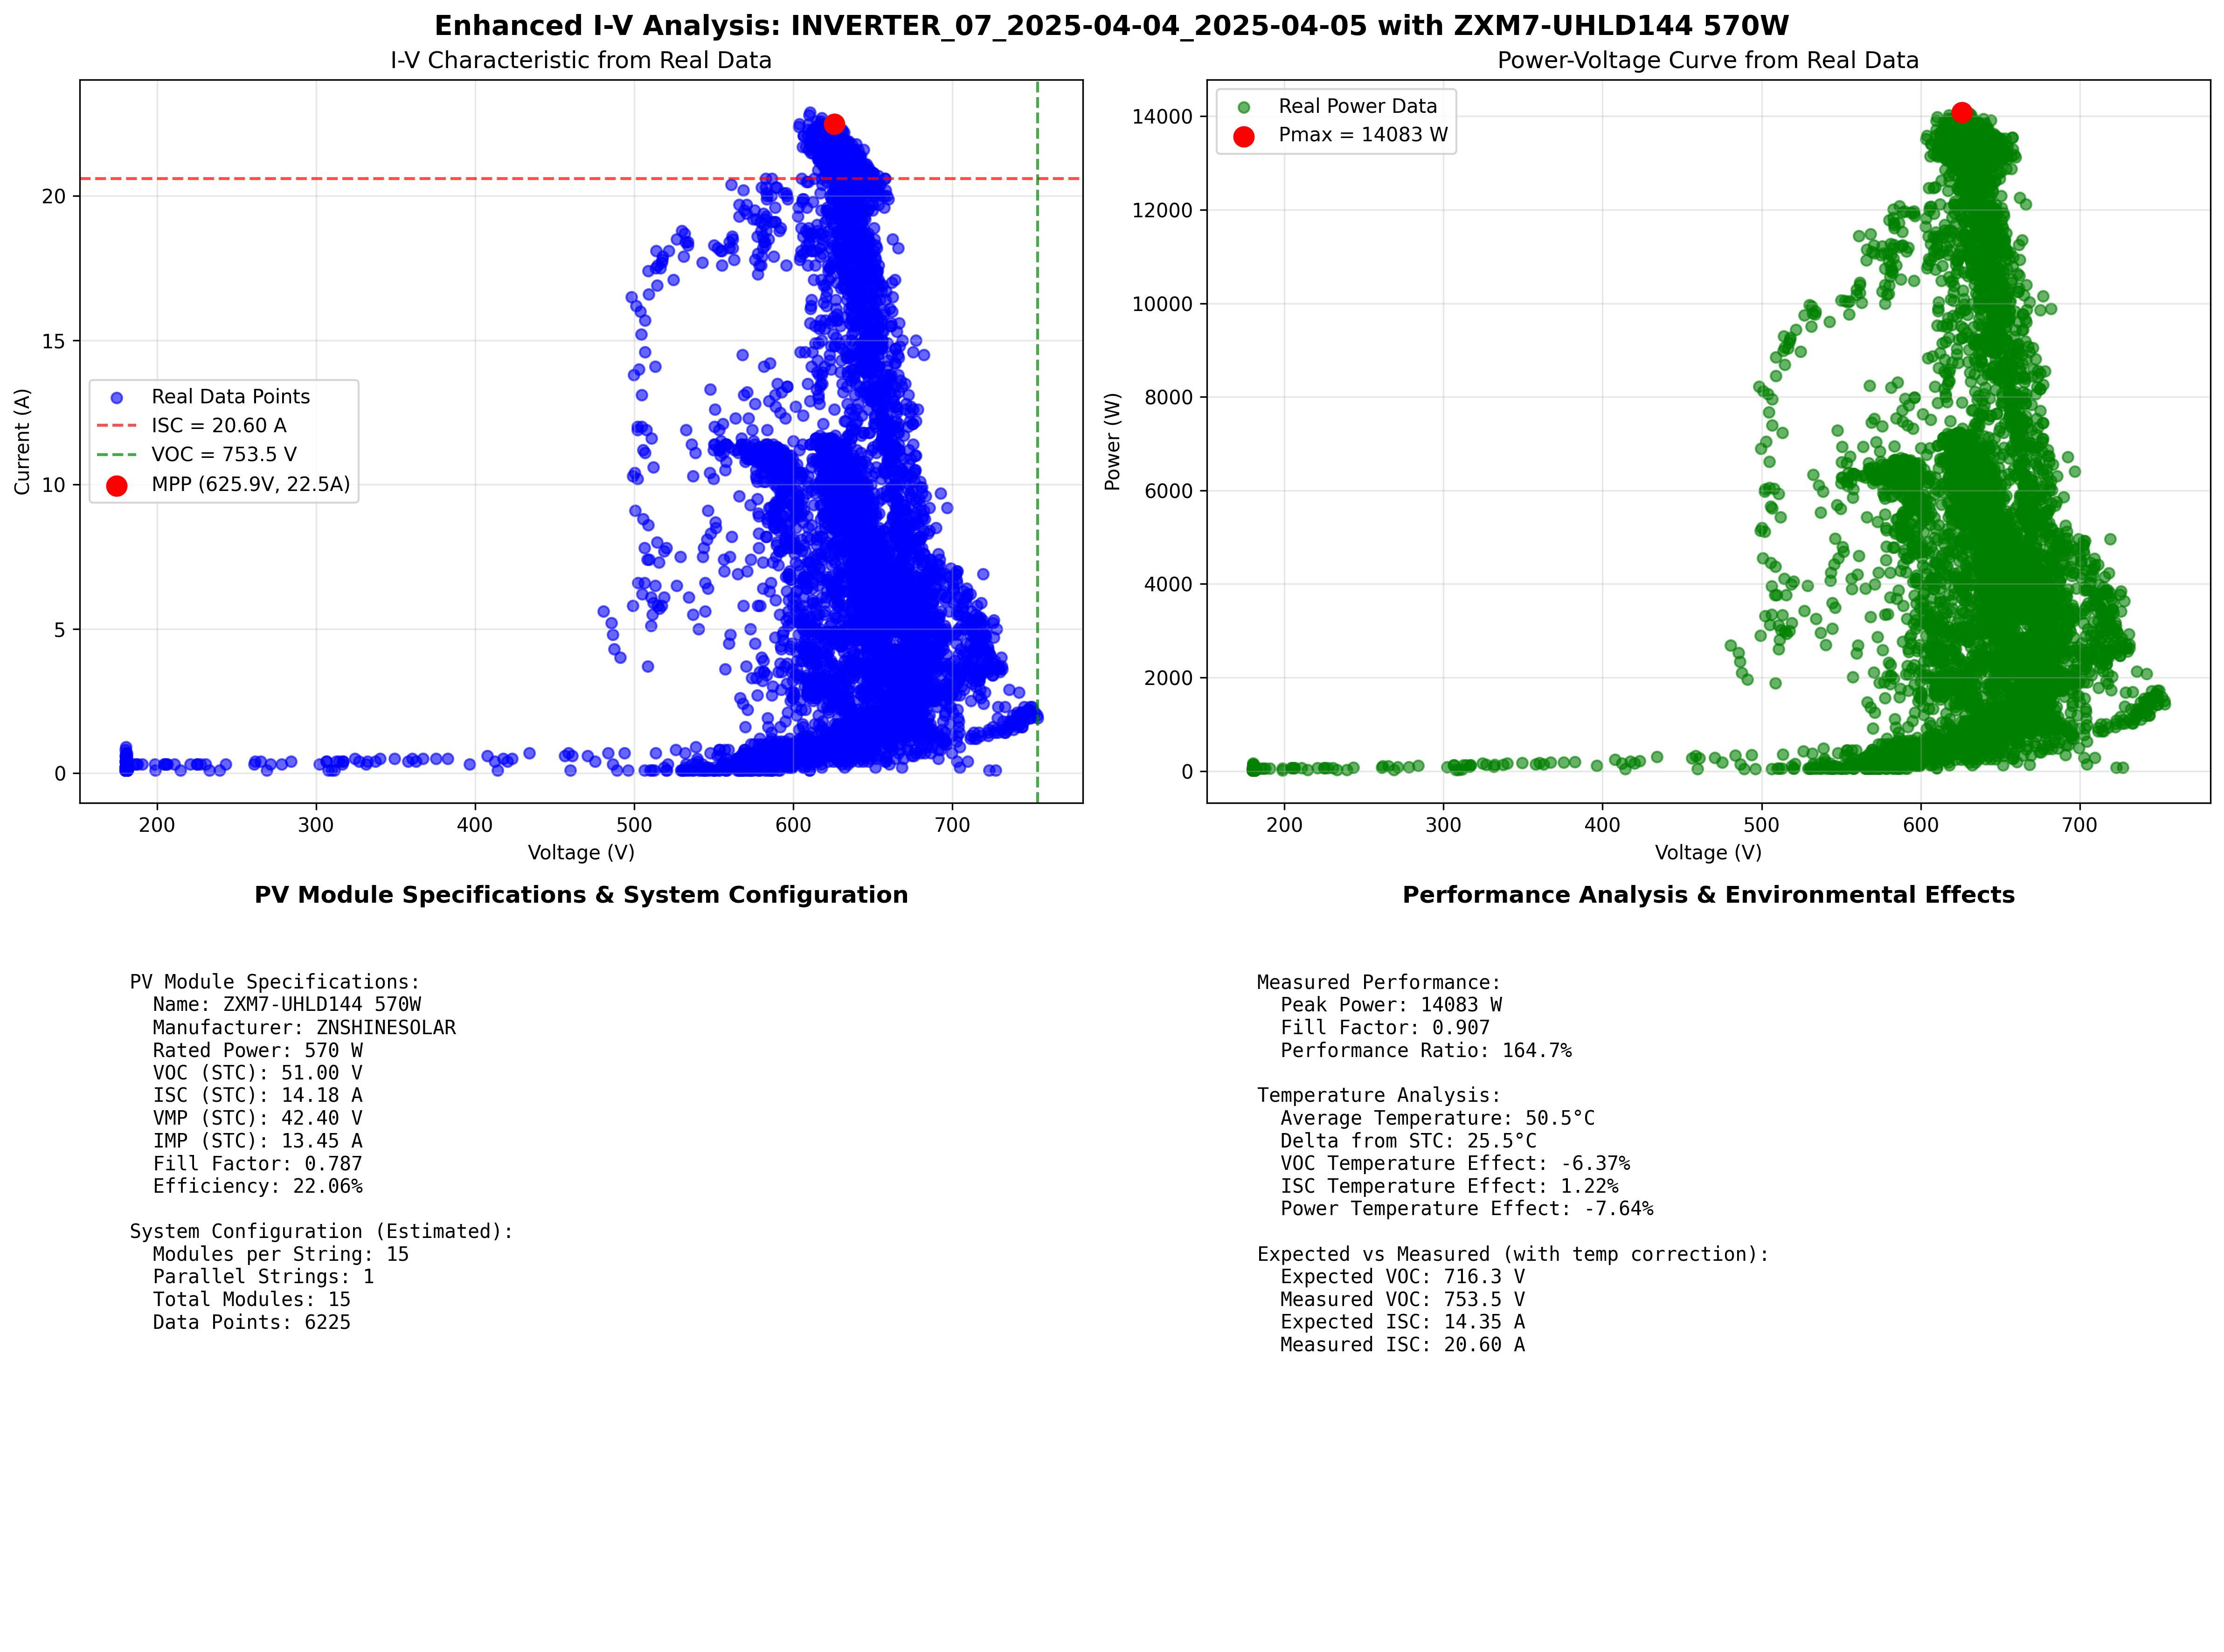 Enhanced I-V Analysis: INVERTER_07_2025-04-04_2025-04-05 with ZXM7-UHLD144 570W
I-V Characteristic from Real Data
Current (A)
20
15
10
5
0
Real Data Points
ISC = 20.60 A
VOC = 753.5 V
MPP (625.9V, 22.5A)
200 300 400 500 600 700
Voltage (V)
Power-Voltage Curve from Real Data
Power (W)
14000
12000
10000
8000
6000
4000
2000
0
Real Power Data
Pmax = 14083 W
200 300 400 500 600 700
Voltage (V)
PV Module Specifications & System Configuration
PV Module Specifications:
Name: ZXM7-UHLD144 570W
Manufacturer: ZNSHINESOLAR
Rated Power: 570 W
VOC (STC): 51.00 V
ISC (STC): 14.18 A
VMP (STC): 42.40 V
IMP (STC): 13.45 A
Fill Factor: 0.787
Efficiency: 22.06%
System Configuration (Estimated):
Modules per String: 15
Parallel Strings: 1
Total Modules: 15
Data Points: 6225
Performance Analysis & Environmental Effects
Measured Performance:
Peak Power: 14083 W
Fill Factor: 0.907
Performance Ratio: 164.7%
Temperature Analysis:
Average Temperature: 50.5°C
Delta from STC: 25.5°C
VOC Temperature Effect: -6.37%
ISC Temperature Effect: 1.22%
Power Temperature Effect: -7.64%
Expected vs Measured (with temp correction):
Expected VOC: 716.3 V
Measured VOC: 753.5 V
Expected ISC: 14.35 A
Measured ISC: 20.60 A